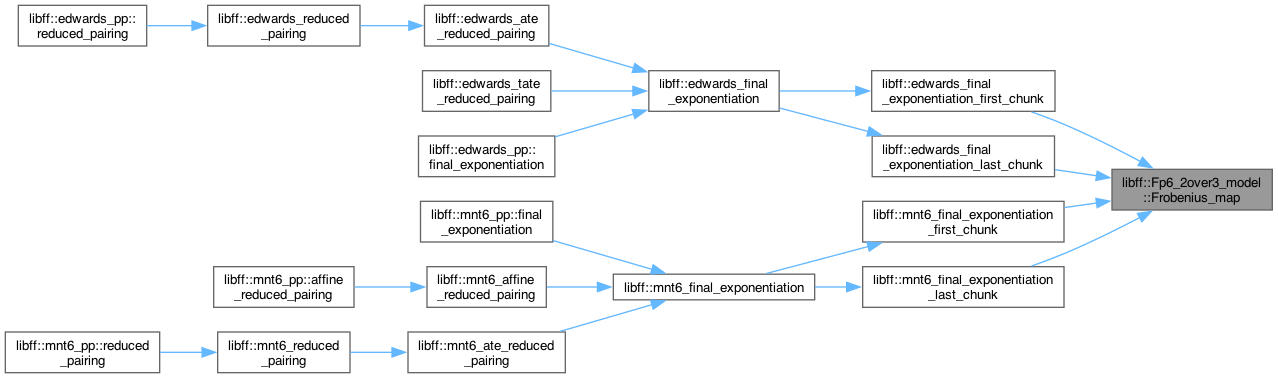 libff::edwards_pp::
reduced_pairing
libff::edwards_reduced
_pairing
libff::edwards_ate
_reduced_pairing
libff::edwards_tate
_reduced_pairing
libff::edwards_pp::
final_exponentiation
libff::edwards_final
_exponentiation
libff::edwards_final
_exponentiation_first_chunk
libff::edwards_final
_exponentiation_last_chunk
libff::Fp6_2over3_model
::Frobenius_map
libff::mnt6_pp::final
_exponentiation
libff::mnt6_final_exponentiation
_first_chunk
libff::mnt6_pp::affine
_reduced_pairing
libff::mnt6_affine
_reduced_pairing
libff::mnt6_final_exponentiation
libff::mnt6_final_exponentiation
_last_chunk
libff::mnt6_pp::reduced
_pairing
libff::mnt6_reduced
_pairing
libff::mnt6_ate_reduced
_pairing